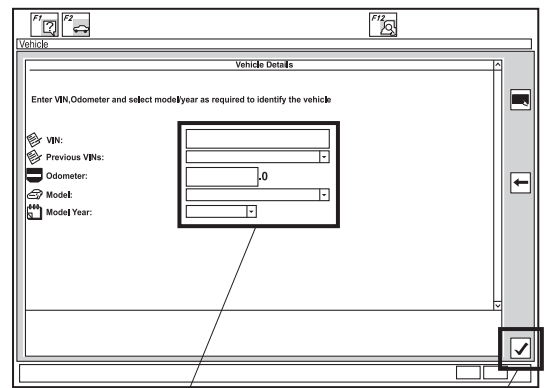 F1 F2 F12
Vehicle
Vehicle Details
Enter VIN,Odometer and select model/year as required to identify the vehicle
VIN:
Previous VINs:
Odometer: .0
Model:
Model Year: